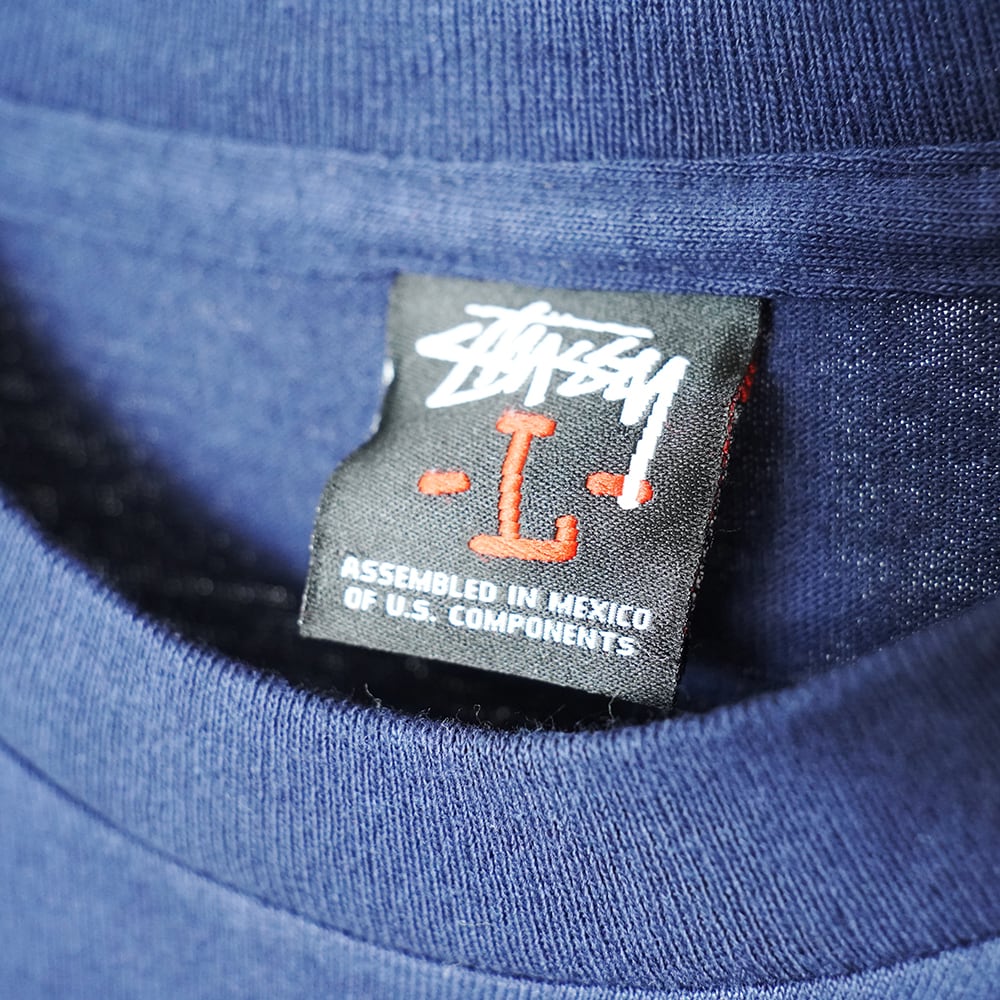 Stüssy
-L-
ASSEMBLED IN MEXICO
OF U.S. COMPONENTS